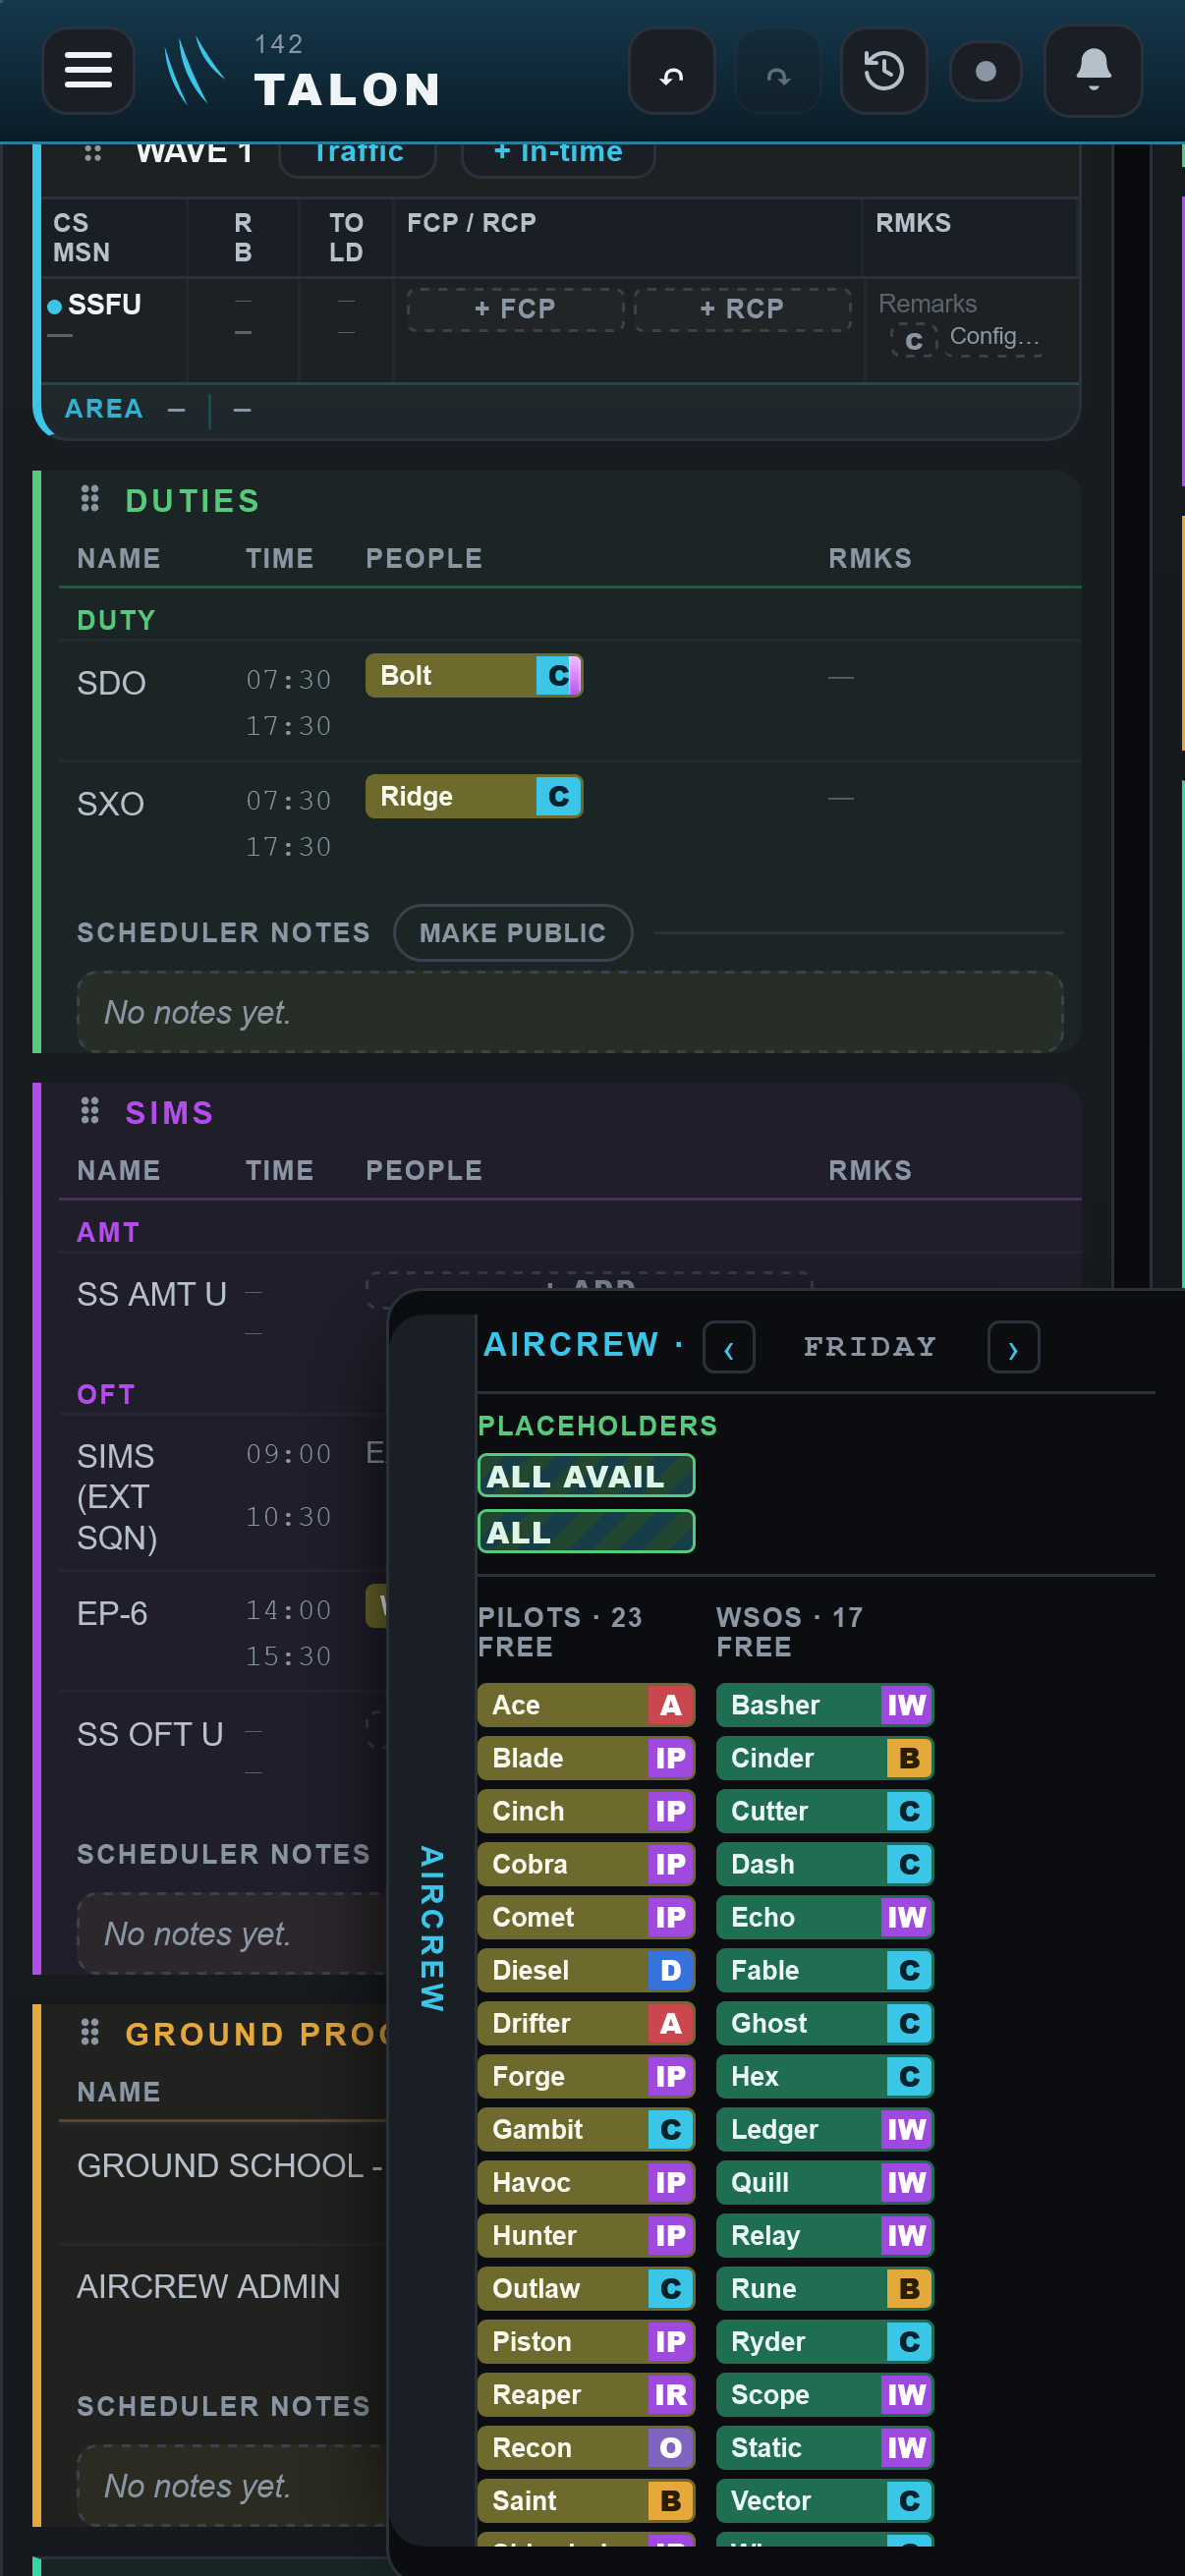 142
TALON
WAVE 1
Traffic
+ In-time
CS
MSN
R
B
TO
LD
FCP / RCP
RMKS
SSFU
—
—
—
—
—
+ FCP
+ RCP
Remarks
C
Config...
AREA — | —
DUTIES
NAME TIME PEOPLE RMKS
DUTY
SDO 07:30 Bolt C —
17:30
SXO 07:30 Ridge C —
17:30
SCHEDULER NOTES MAKE PUBLIC
No notes yet.
SIMS
NAME TIME PEOPLE RMKS
AMT
SS AMT U —
—
OFT
SIMS
(EXT
SQN)
09:00
10:30
EP-6 14:00
15:30
SS OFT U —
—
SCHEDULER NOTES
No notes yet.
GROUND
NAME
GROUND SCHOOL -
AIRCREW ADMIN
SCHEDULER NOTES
No notes yet.
AIRCREW
AIRCREW · ‹ FRIDAY ›
PLACEHOLDERS
ALL AVAIL
ALL
PILOTS · 23
FREE
WSOS · 17
FREE
Ace A Basher IW
Blade IP Cinder B
Cinch IP Cutter C
Cobra IP Dash C
Comet IP Echo IW
Diesel D Fable C
Drifter A Ghost C
Forge IP Hex C
Gambit C Ledger IW
Havoc IP Quill IW
Hunter IP Relay IW
Outlaw C Rune B
Piston IP Ryder C
Reaper IR Scope IW
Recon O Static IW
Saint B Vector C